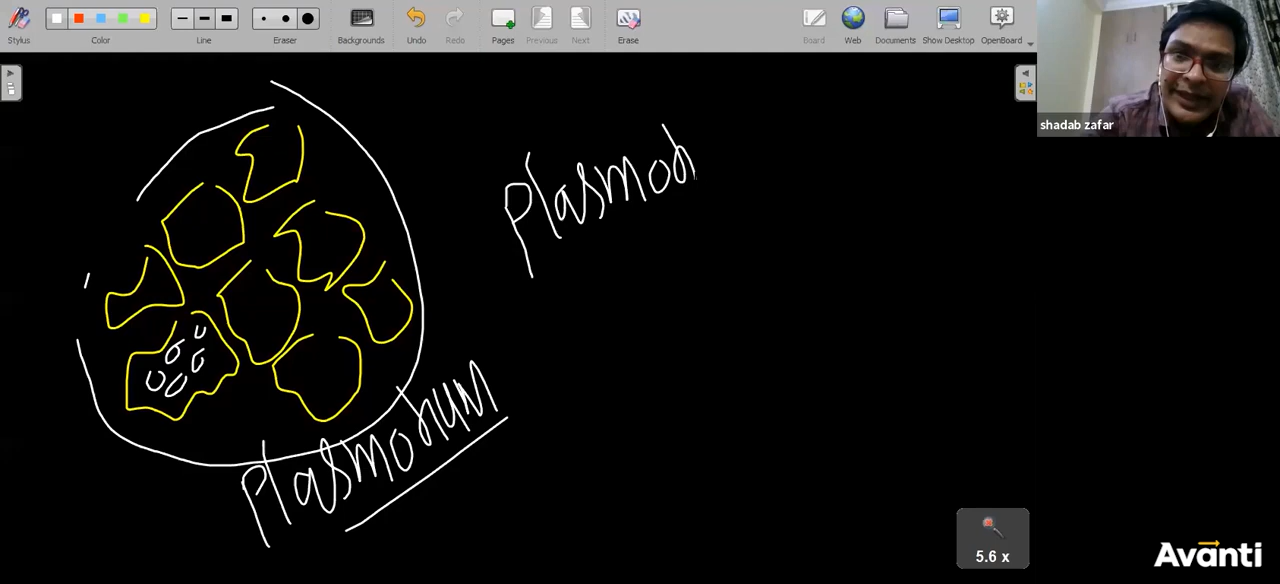 Stylus
Color
Line
Eraser
Backgrounds
Undo
Redo
Pages
Previous
Next
Erase
Board
Web
Documents
Show Desktop
OpenBoard
shadab zafar
Plasmod
Plasmodium
5.6 x
Avanti